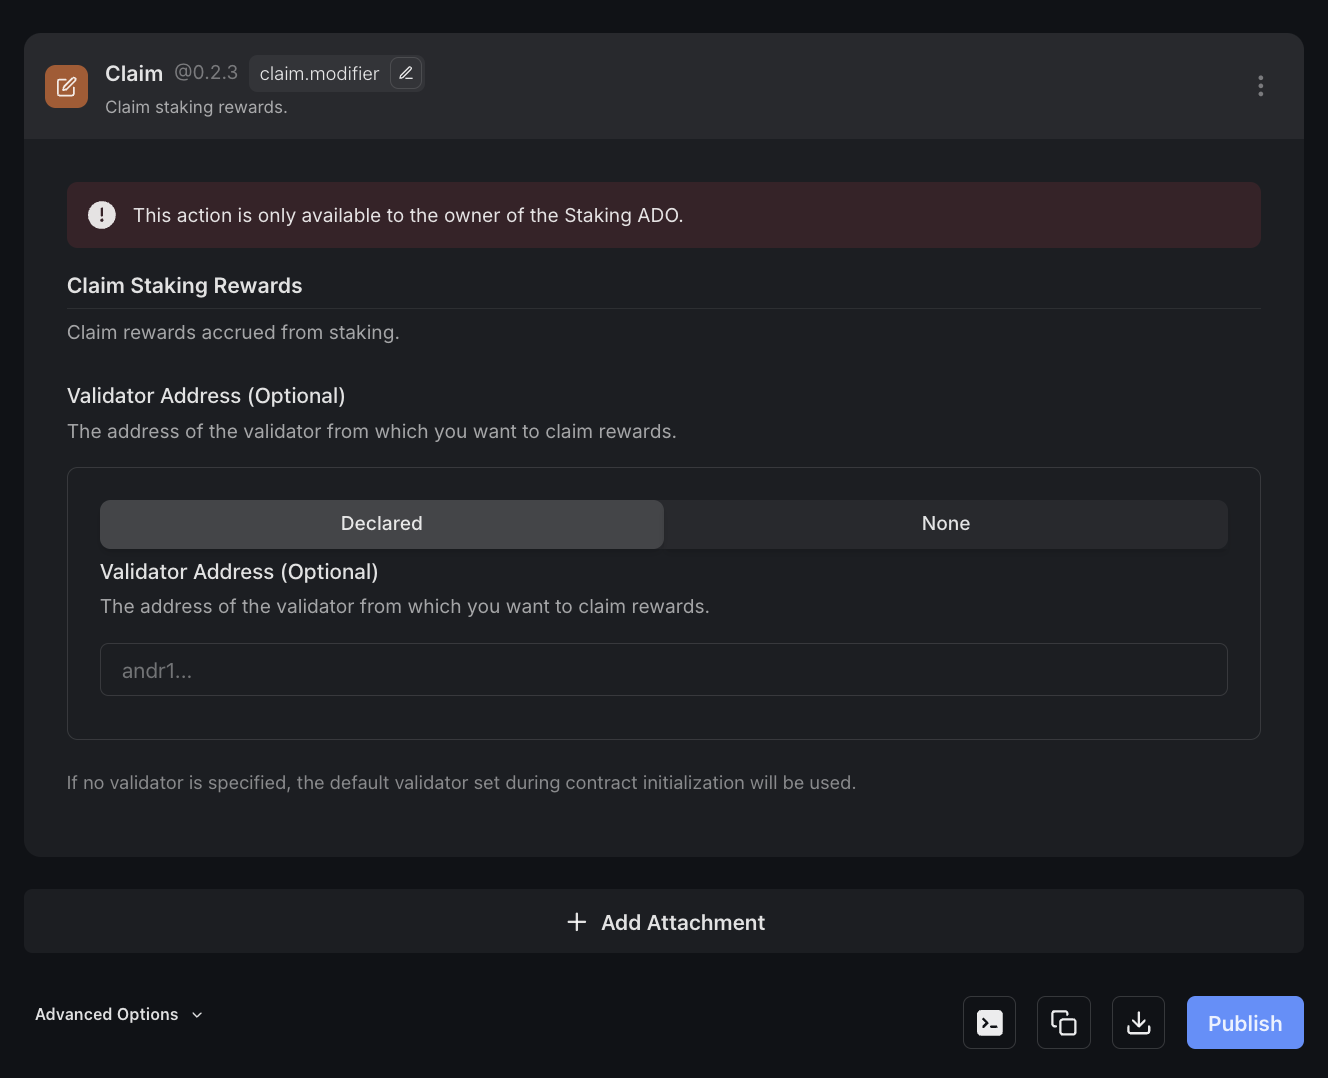 Claim @0.2.3 claim.modifier
Claim staking rewards.
This action is only available to the owner of the Staking ADO.
Claim Staking Rewards
Claim rewards accrued from staking.
Validator Address (Optional)
The address of the validator from which you want to claim rewards.
Declared None
Validator Address (Optional)
The address of the validator from which you want to claim rewards.
andr1...
If no validator is specified, the default validator set during contract initialization will be used.
Add Attachment
Advanced Options
Publish